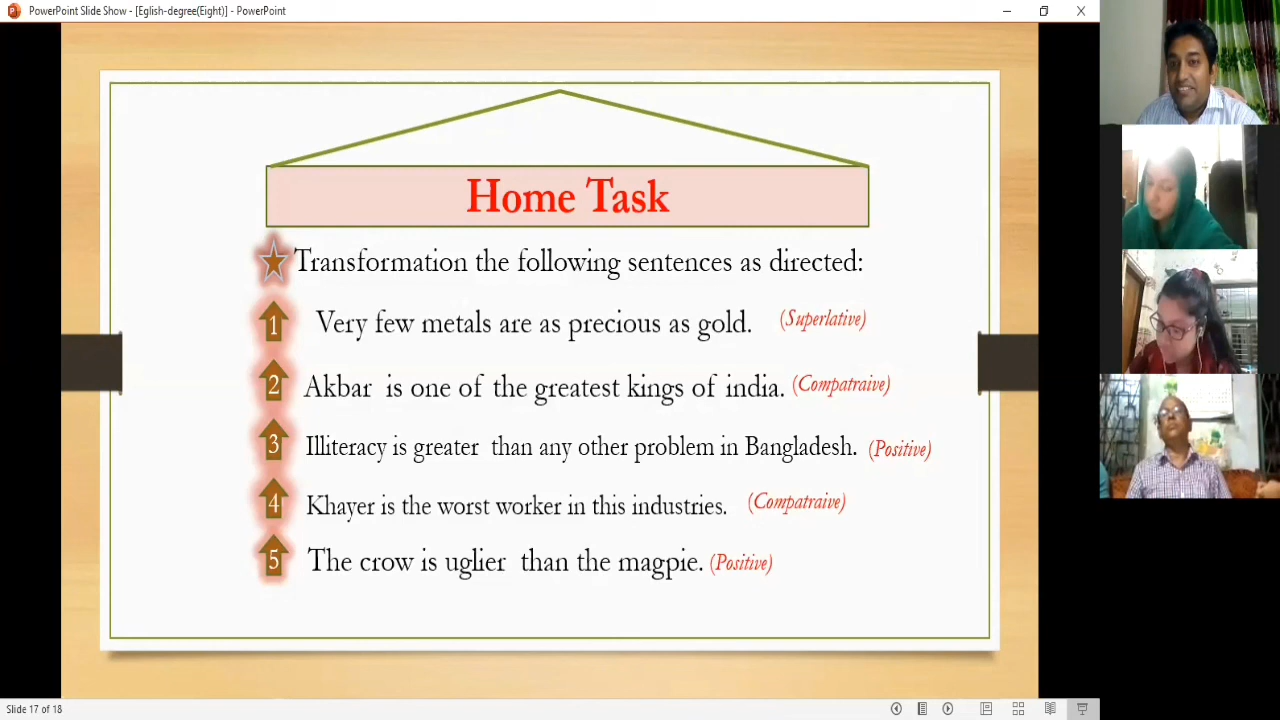 PowerPoint Slide Show - [Eglish-degree(Eight)] - PowerPoint
Home Task
Transformation the following sentences as directed:
1 Very few metals are as precious as gold. (Superlative)
2 Akbar is one of the greatest kings of india. (Compatraive)
3 Illiteracy is greater than any other problem in Bangladesh. (Positive)
4 Khayer is the worst worker in this industries. (Compatraive)
5 The crow is uglier than the magpie. (Positive)
Slide 17 of 18